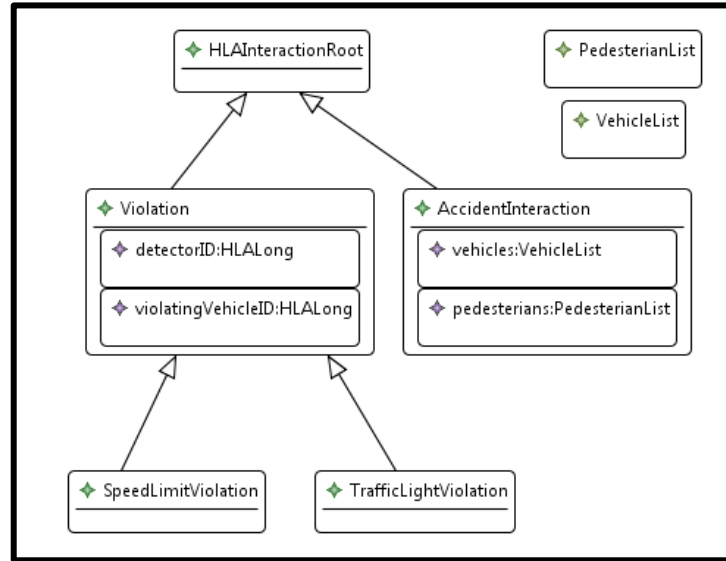 HLAInteractionRoot
PedesterianList
VehicleList
Violation
detectorID:HLALong
violatingVehicleID:HLALong
AccidentInteraction
vehicles:VehicleList
pedesterians:PedesterianList
SpeedLimitViolation
TrafficLightViolation